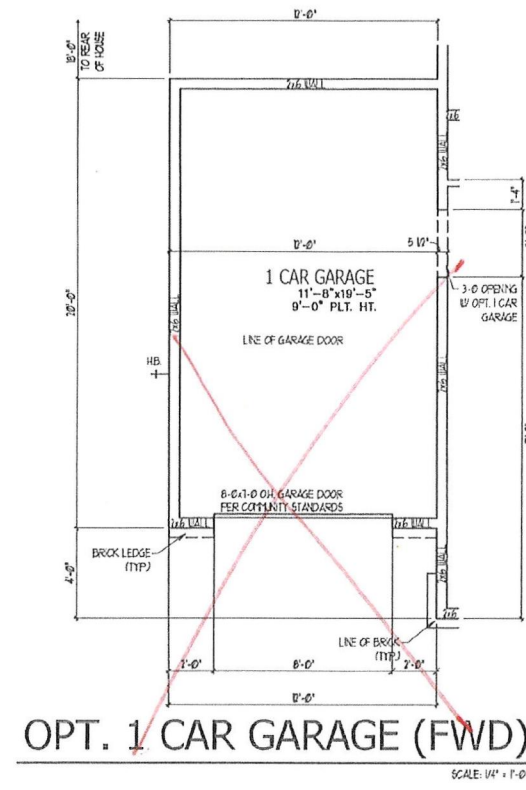 12'-0"
18'-0"
TO REAR
OF HOUSE
2x6 WALL
2x6
2x6 WALL
1'-4"
12'-0"
5 1/2"
1 CAR GARAGE
11'-8"x19'-5"
9'-0" PLT. HT.
3-0 OPENING
W/ OPT. 1 CAR
GARAGE
20'-0"
2x6 WALL
LINE OF GARAGE DOOR
H.B.
2x6 WALL
8-0x7-0 O.H. GARAGE DOOR
PER COMMUNITY STANDARDS
2x6 WALL
2x6 WALL
BRICK LEDGE
(TYP.)
4'-0"
2x6 WALL
2x6
LINE OF BRICK
(TYP.)
2'-0"
8'-0"
2'-0"
12'-0"
OPT. 1 CAR GARAGE (FWD)
SCALE: 1/4" = 1'-0